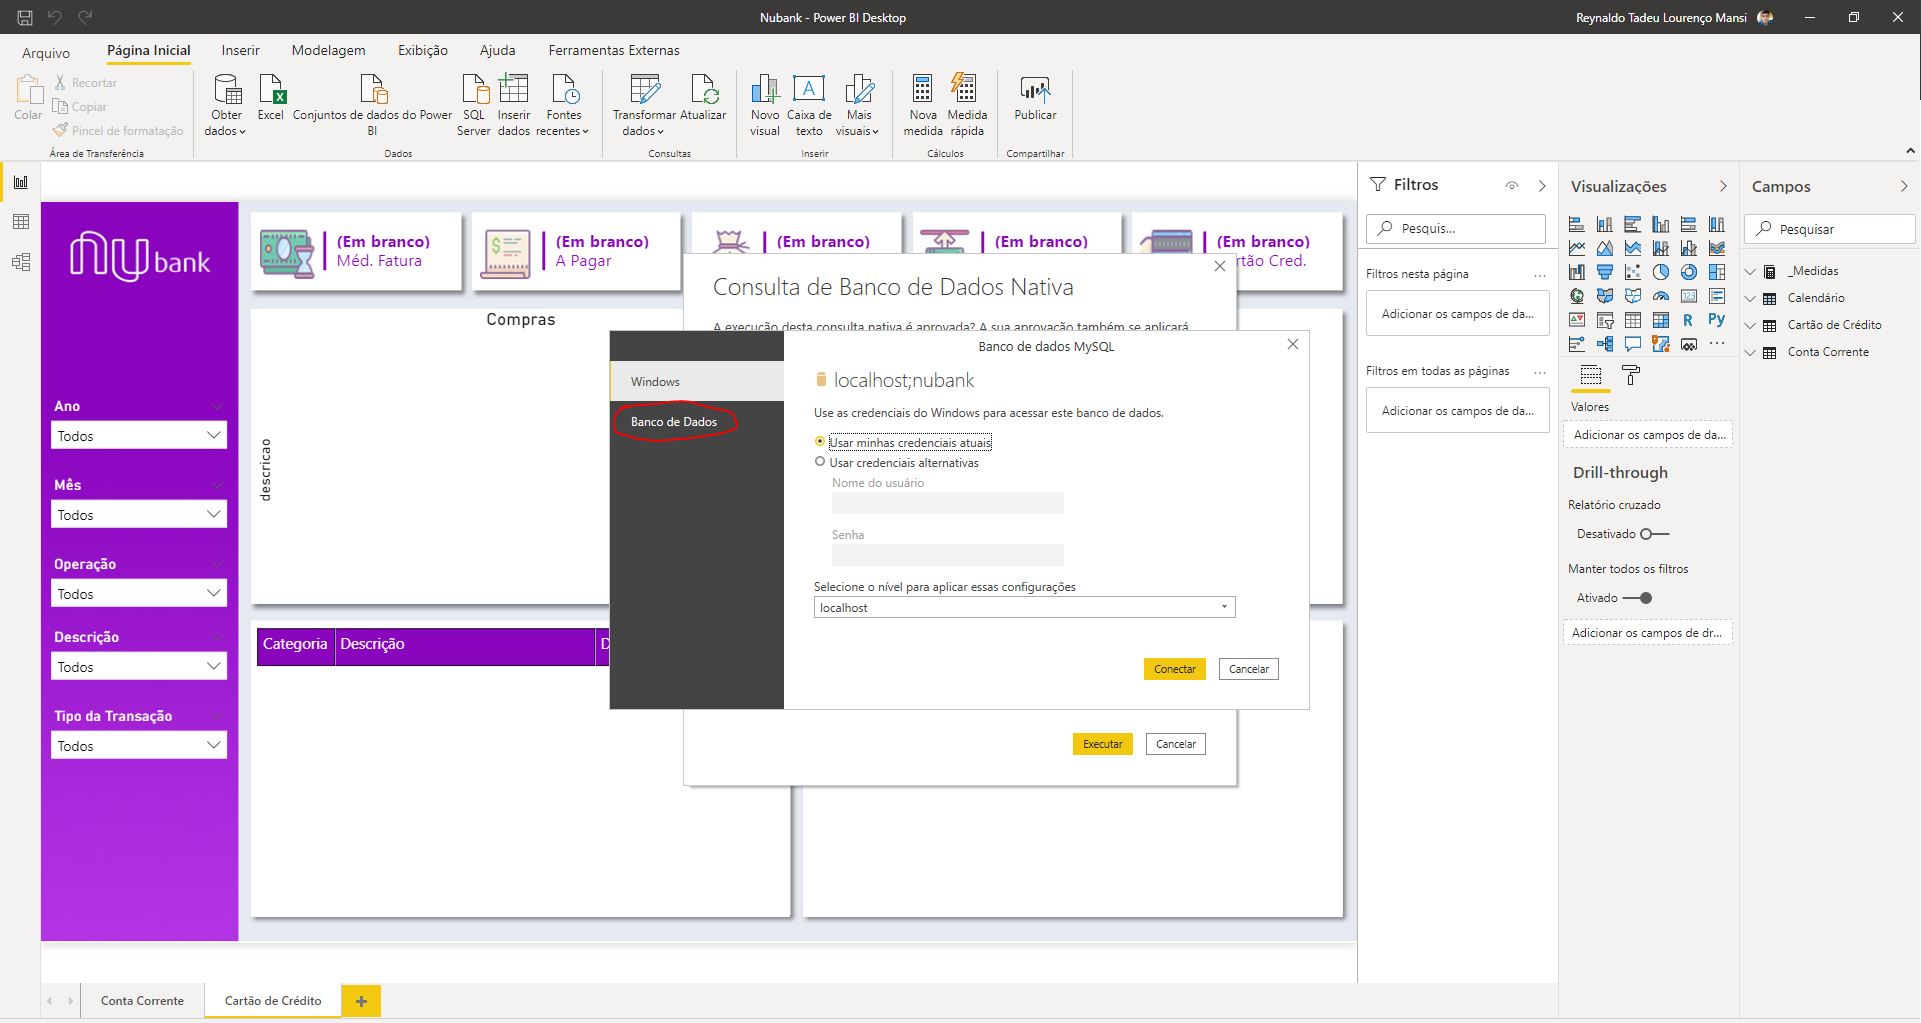 Nubank - Power BI Desktop
Reynaldo Tadeu Lourenço Mansi
Arquivo
Página Inicial
Inserir
Modelagem
Exibição
Ajuda
Ferramentas Externas
Colar
Recortar
Copiar
Pincel de formatação
Área de Transferência
Obter dados
Excel
Conjuntos de dados do Power BI
SQL Server
Inserir dados
Fontes recentes
Dados
Transformar dados
Atualizar
Consultas
Novo visual
Caixa de texto
Mais visuais
Inserir
Nova medida
Medida rápida
Cálculos
Publicar
Compartilhar
nu bank
Ano
Todos
Mês
Todos
Operação
Todos
Descrição
Todos
Tipo da Transação
Todos
(Em branco)
Méd. Fatura
(Em branco)
A Pagar
(Em branco)
(Em branco)
(Em branco)
rtão Cred.
Compras
descricao
Categoria
Descrição
D
Consulta de Banco de Dados Nativa
A execução desta consulta nativa é aprovada? A sua aprovação também se aplicará
Banco de dados MySQL
Windows
Banco de Dados
localhost;nubank
Use as credenciais do Windows para acessar este banco de dados.
Usar minhas credenciais atuais
Usar credenciais alternativas
Nome do usuário
Senha
Selecione o nível para aplicar essas configurações
localhost
Conectar
Cancelar
Executar
Cancelar
Filtros
Pesquis...
Filtros nesta página
...
Adicionar os campos de da...
Filtros em todas as páginas
...
Adicionar os campos de da...
Visualizações
123
R
Py
...
Valores
Adicionar os campos de da...
Drill-through
Relatório cruzado
Desativado
Manter todos os filtros
Ativado
Adicionar os campos de dr...
Campos
Pesquisar
_Medidas
Calendário
Cartão de Crédito
Conta Corrente
Conta Corrente
Cartão de Crédito
+